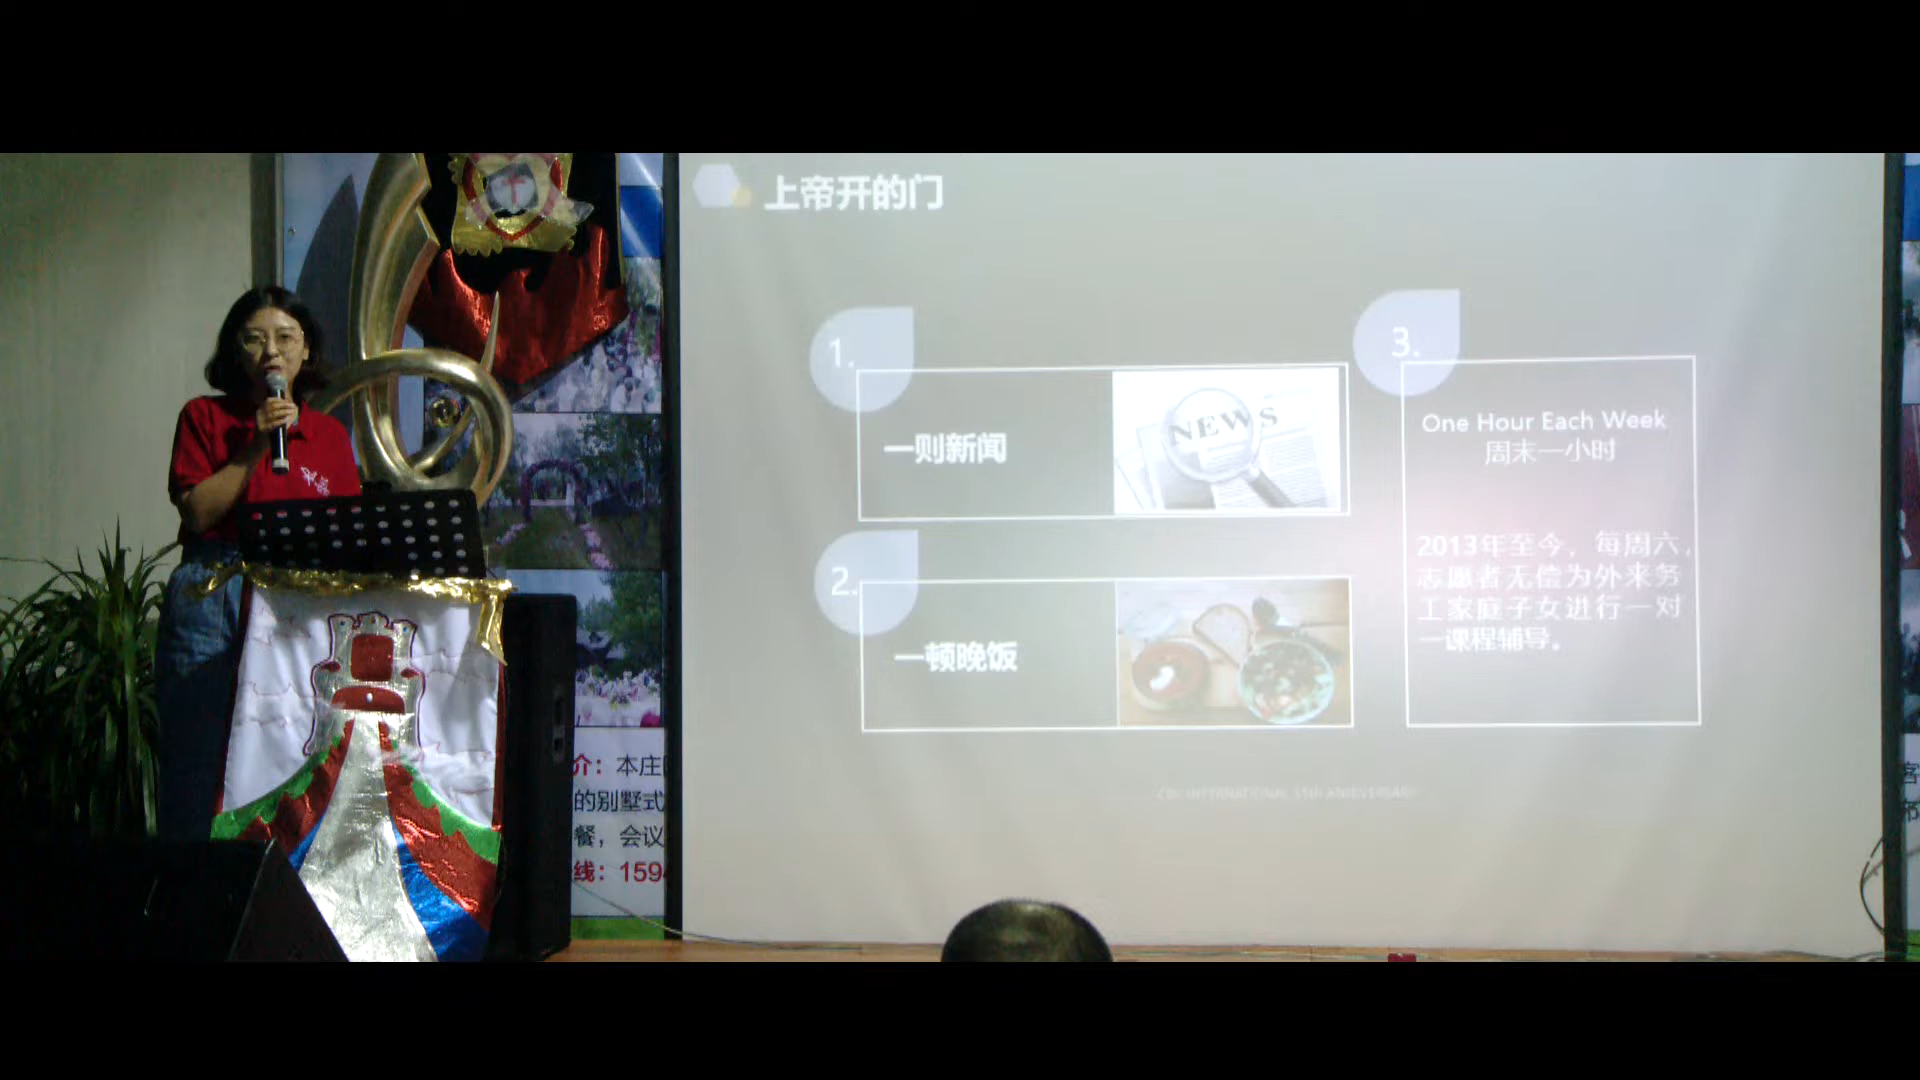 上帝开的门
1.
一则新闻
NEWS
2.
一顿晚饭
3.
One Hour Each Week
周末一小时
2013年至今，每周六，
志愿者无偿为外来务
工家庭子女进行一对
一课程辅导。
介：本庄
的别墅式
餐，会议
线：159